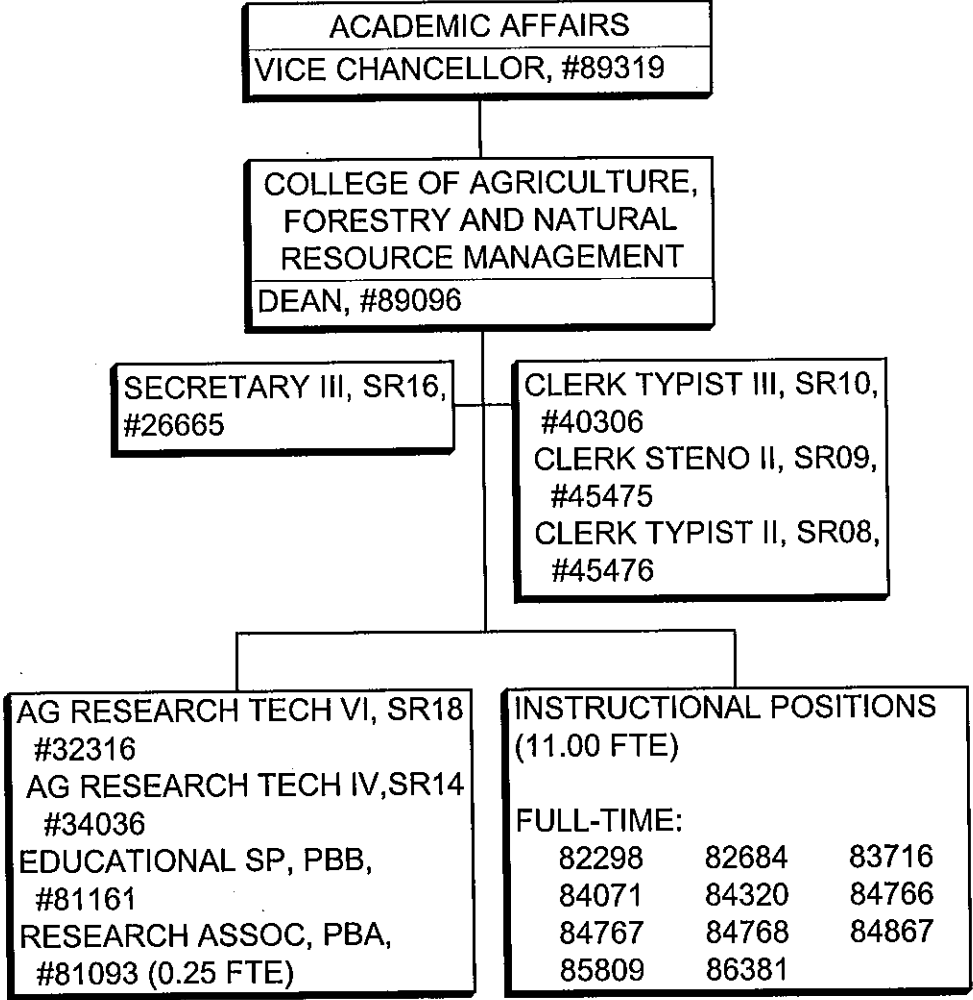 ACADEMIC AFFAIRS
VICE CHANCELLOR, #89319
COLLEGE OF AGRICULTURE,
FORESTRY AND NATURAL
RESOURCE MANAGEMENT
DEAN, #89096
SECRETARY III, SR16,
#26665
CLERK TYPIST III, SR10,
#40306
CLERK STENO II, SR09,
#45475
CLERK TYPIST II, SR08,
#45476
AG RESEARCH TECH VI, SR18
#32316
AG RESEARCH TECH IV,SR14
#34036
EDUCATIONAL SP, PBB,
#81161
RESEARCH ASSOC, PBA,
#81093 (0.25 FTE)
INSTRUCTIONAL POSITIONS
(11.00 FTE)
FULL-TIME:
82298 82684 83716
84071 84320 84766
84767 84768 84867
85809 86381